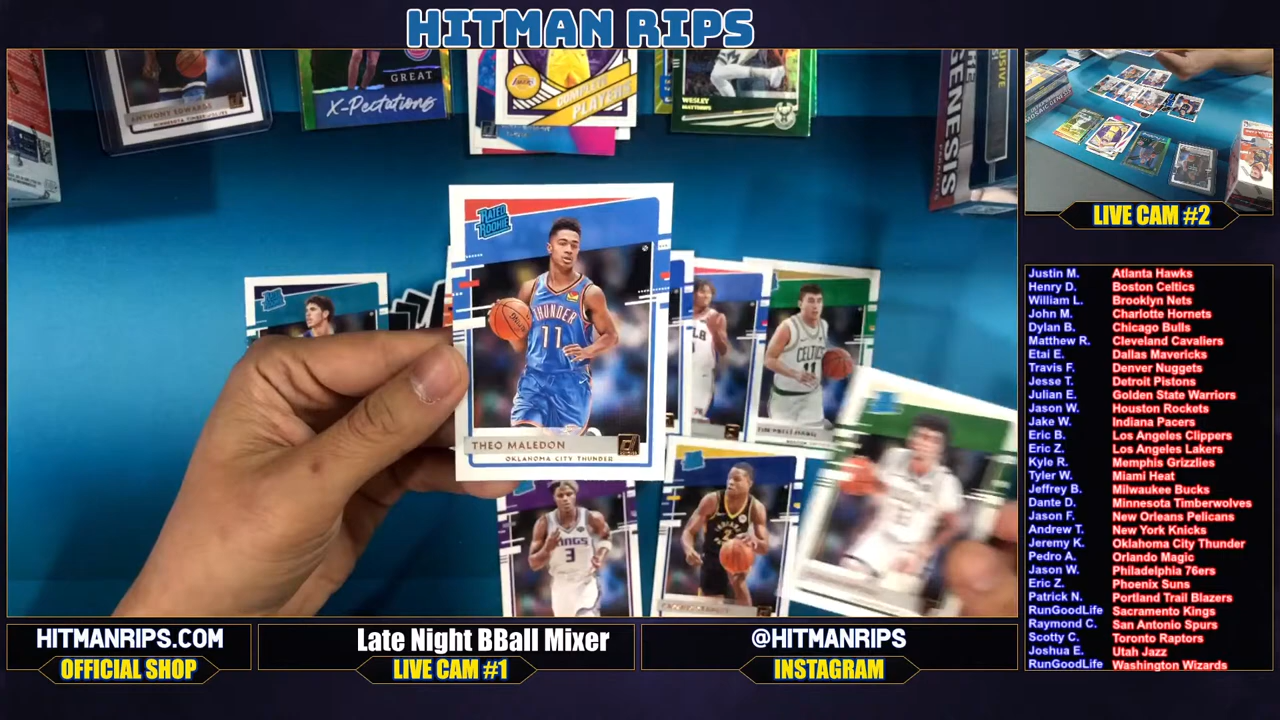 HITMAN RIPS
ANTHONY EDWARDS
GREAT
X-Pectations
LAKERS
COMPLETE
PLAYERS
WESLEY
MATTHEWS
GENESIS
RATED
ROOKIE
THUNDER
11
THEO MALEDON
OKLAHOMA CITY THUNDER
CELTICS
11
KINGS
3
INDIANA
LIVE CAM #2
Justin M. Atlanta Hawks
Henry D. Boston Celtics
William L. Brooklyn Nets
John M. Charlotte Hornets
Dylan B. Chicago Bulls
Matthew R. Cleveland Cavaliers
Etai E. Dallas Mavericks
Travis F. Denver Nuggets
Jesse T. Detroit Pistons
Julian E. Golden State Warriors
Jason W. Houston Rockets
Jake W. Indiana Pacers
Eric B. Los Angeles Clippers
Eric Z. Los Angeles Lakers
Kyle R. Memphis Grizzlies
Tyler W. Miami Heat
Jeffrey B. Milwaukee Bucks
Dante D. Minnesota Timberwolves
Jason F. New Orleans Pelicans
Andrew T. New York Knicks
Jeremy K. Oklahoma City Thunder
Pedro A. Orlando Magic
Jason W. Philadelphia 76ers
Eric Z. Phoenix Suns
Patrick N. Portland Trail Blazers
RunGoodLife Sacramento Kings
Raymond C. San Antonio Spurs
Scotty C. Toronto Raptors
Joshua E. Utah Jazz
RunGoodLife Washington Wizards
HITMANRIPS.COM
OFFICIAL SHOP
Late Night BBall Mixer
LIVE CAM #1
@HITMANRIPS
INSTAGRAM